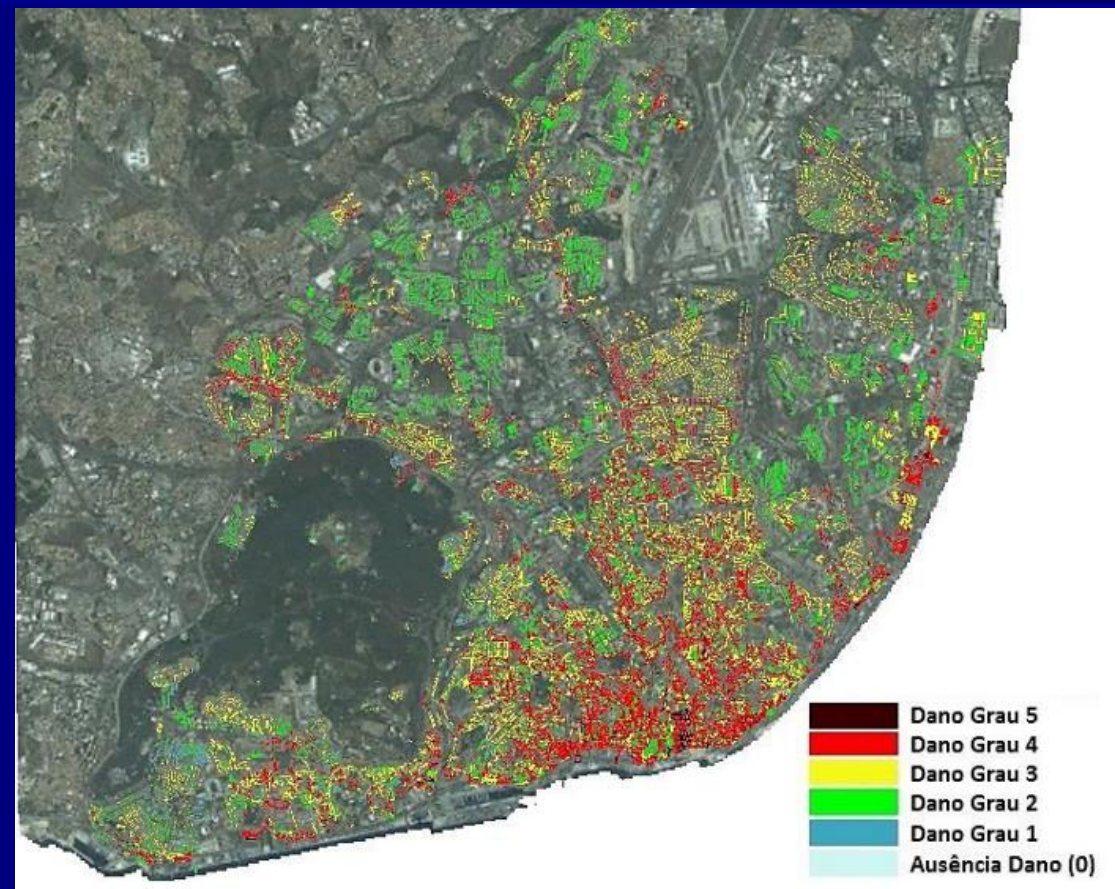 Dano Grau 5
Dano Grau 4
Dano Grau 3
Dano Grau 2
Dano Grau 1
Ausência Dano (0)